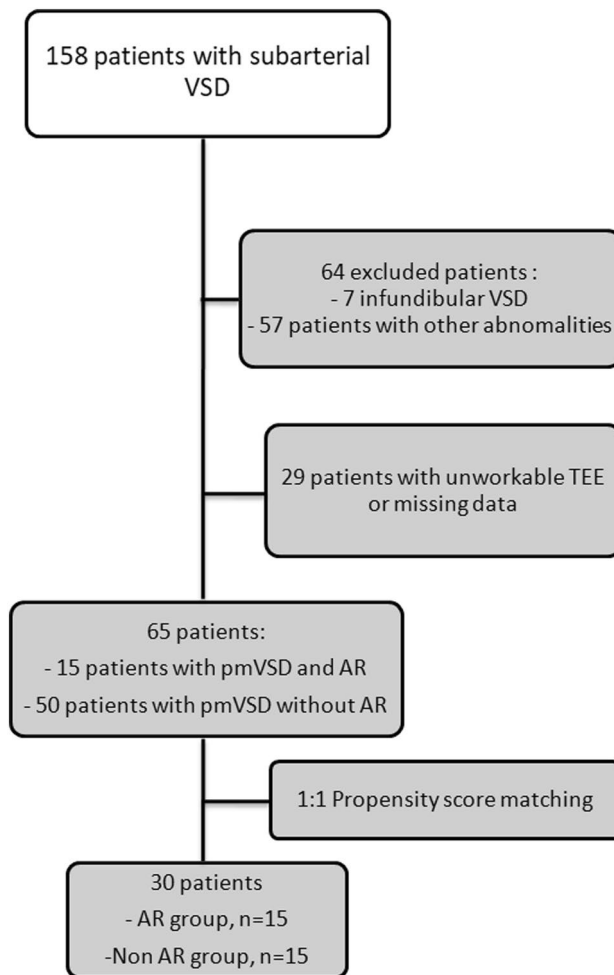 158 patients with subarterial
VSD
64 excluded patients :
- 7 infundibular VSD
- 57 patients with other abnomalities
29 patients with unworkable TEE
or missing data
65 patients:
- 15 patients with pmVSD and AR
- 50 patients with pmVSD without AR
1:1 Propensity score matching
30 patients
- AR group, n=15
-Non AR group, n=15